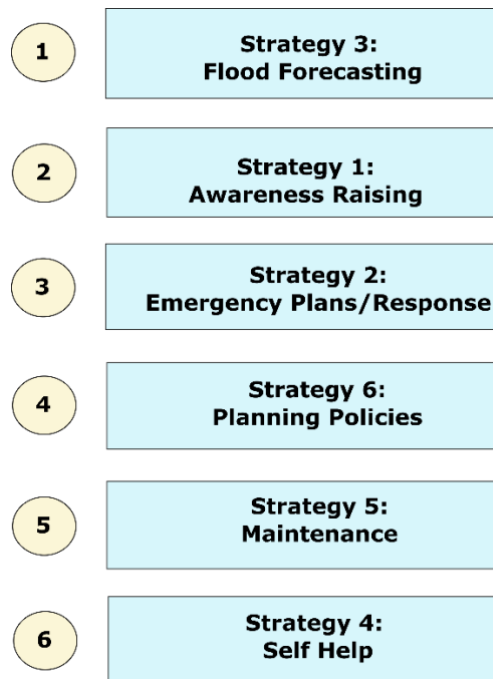 1
Strategy 3:
Flood Forecasting
2
Strategy 1:
Awareness Raising
3
Strategy 2:
Emergency Plans/Response
4
Strategy 6:
Planning Policies
5
Strategy 5:
Maintenance
6
Strategy 4:
Self Help